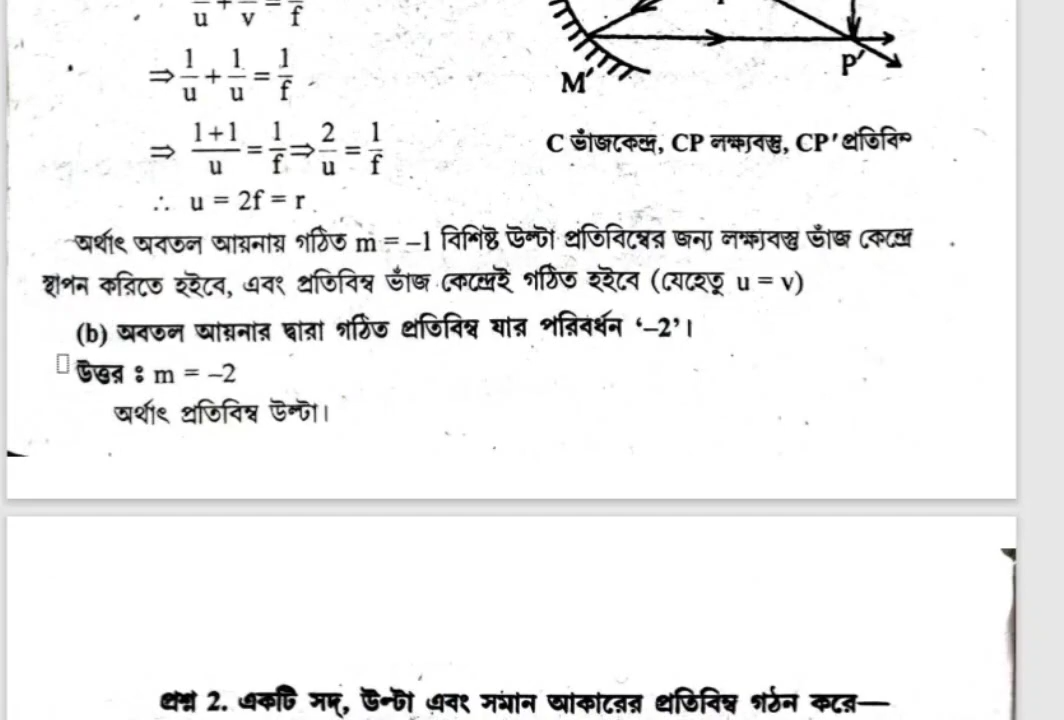 u + v = f
⇒ 1/u + 1/u = 1/f
⇒ 1+1/u = 1/f ⇒ 2/u = 1/f
∴ u = 2f = r
M′
P′
C ভাঁজকেন্দ্র, CP লক্ষ্যবস্তু, CP′ প্রতিবিম্ব
অর্থাৎ অবতল আয়নায় গঠিত m = –1 বিশিষ্ট উল্টা প্রতিবিম্বের জন্য লক্ষ্যবস্তু ভাঁজ কেন্দ্রে
স্থাপন করিতে হইবে, এবং প্রতিবিম্ব ভাঁজ কেন্দ্রেই গঠিত হইবে (যেহেতু u = v)
(b) অবতল আয়নার দ্বারা গঠিত প্রতিবিম্ব যার পরিবর্ধন ‘–2’।
উত্তর ঃ m = –2
অর্থাৎ প্রতিবিম্ব উল্টা।
প্রশ্ন 2. একটি সদ্, উল্টা এবং সমান আকারের প্রতিবিম্ব গঠন করে—